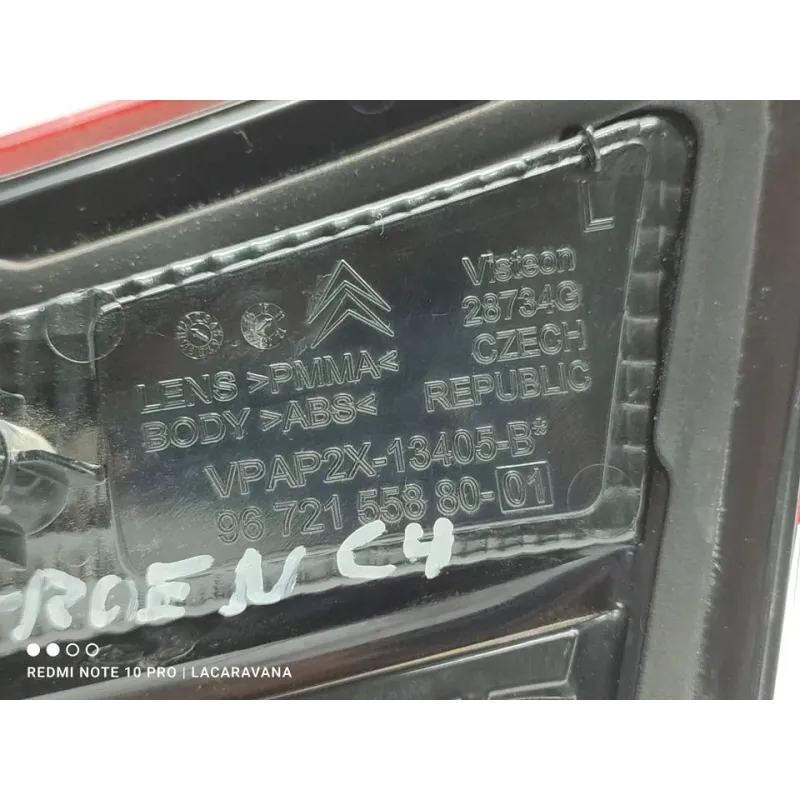 L
Visteon
28734G
CZECH
REPUBLIC
LENS >PMMA<
BODY >ABS<
VPAP2X-13405-B*
96 721 558 80-01
ROEN C4
REDMI NOTE 10 PRO | LACARAVANA